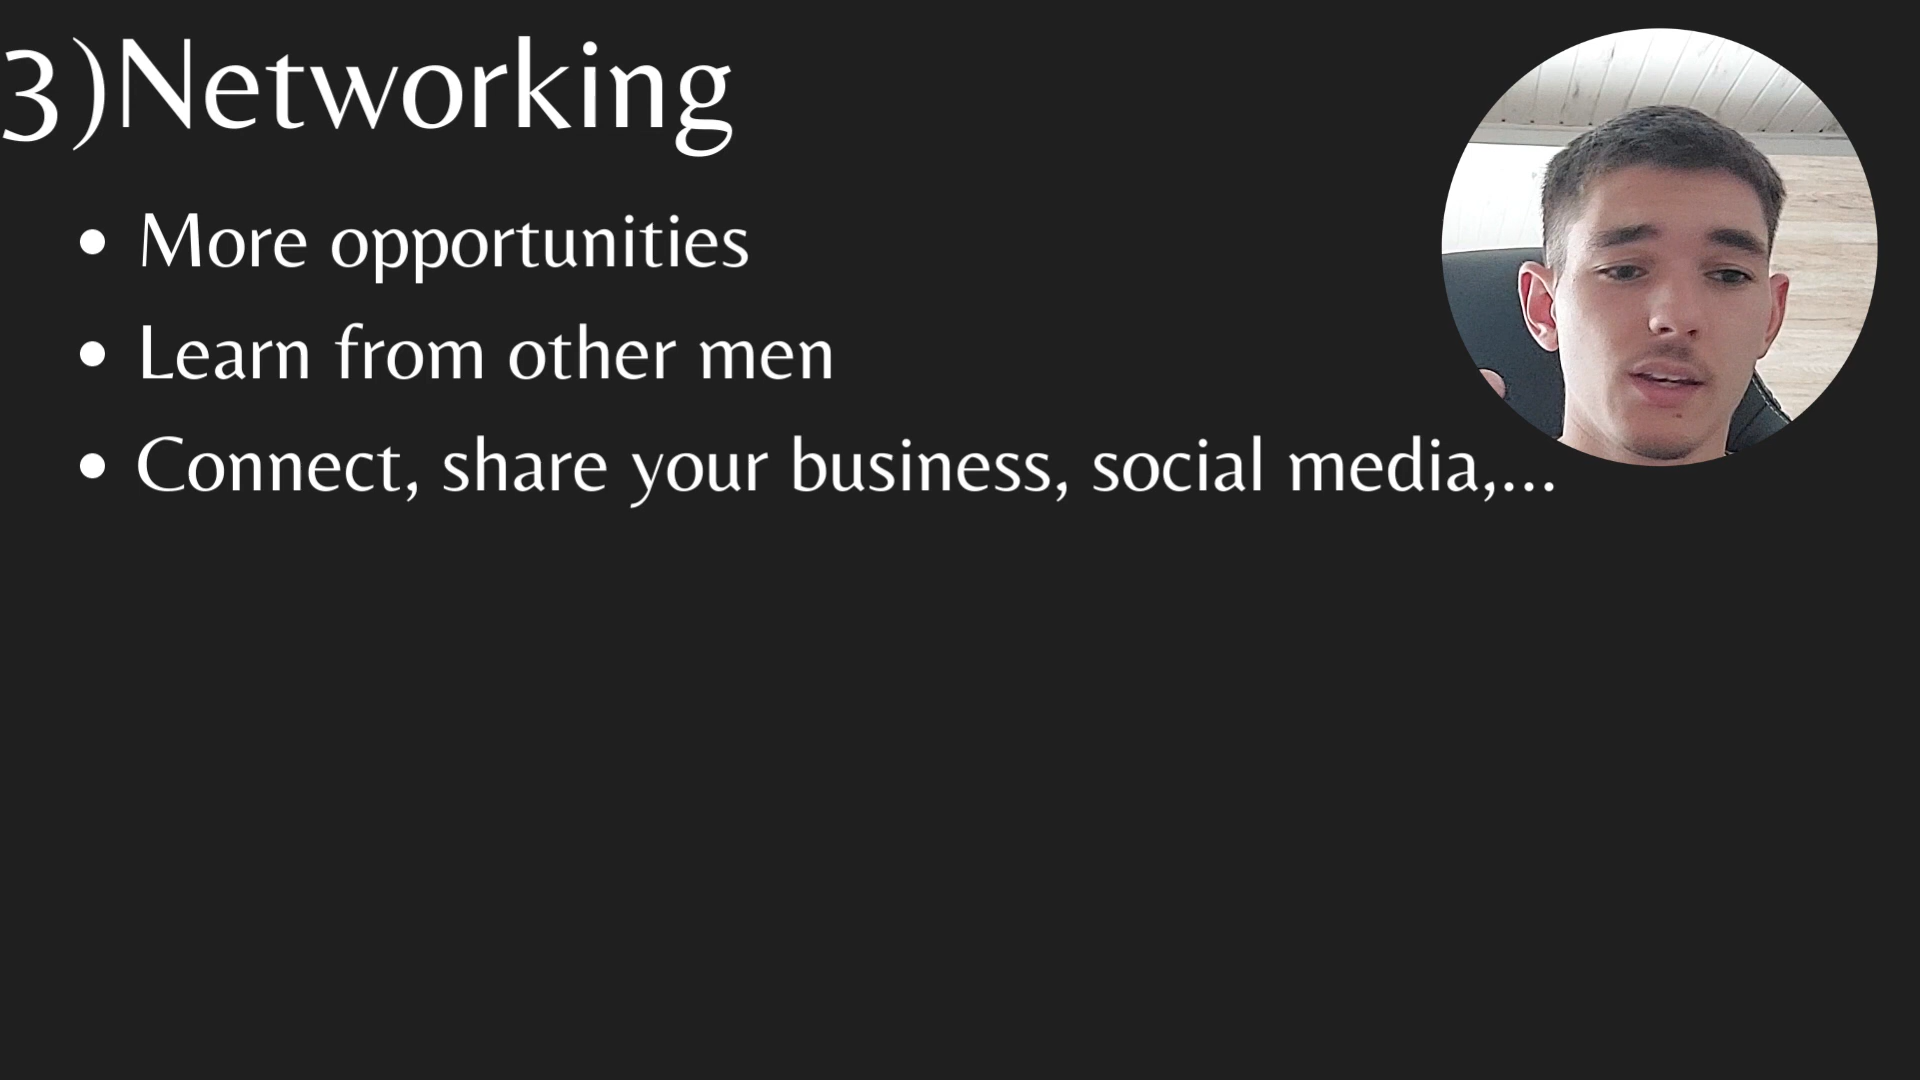 3)Networking
• More opportunities
• Learn from other men
• Connect, share your business, social media,...